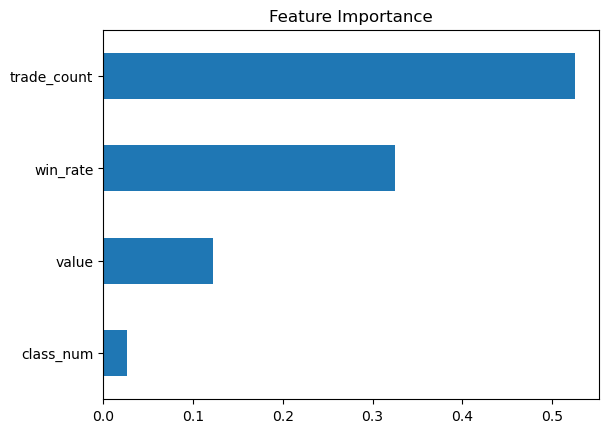 Feature Importance
trade_count
win_rate
value
class_num
0.0 0.1 0.2 0.3 0.4 0.5